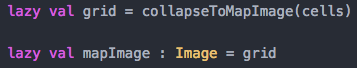 lazy val grid = collapseToMapImage(cells)
lazy val mapImage : Image = grid